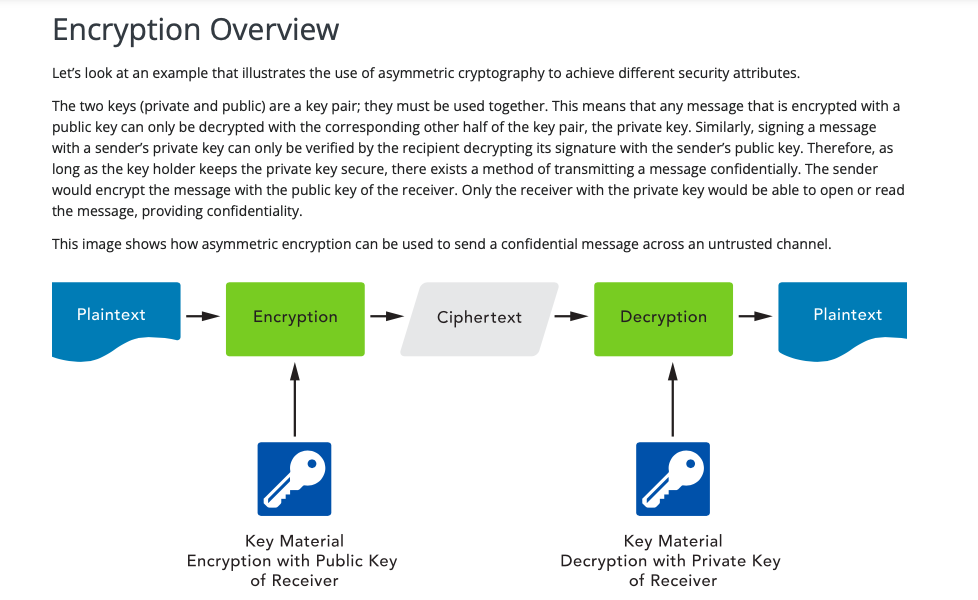 Encryption Overview
Let’s look at an example that illustrates the use of asymmetric cryptography to achieve different security attributes.
The two keys (private and public) are a key pair; they must be used together. This means that any message that is encrypted with a
public key can only be decrypted with the corresponding other half of the key pair, the private key. Similarly, signing a message
with a sender’s private key can only be verified by the recipient decrypting its signature with the sender’s public key. Therefore, as
long as the key holder keeps the private key secure, there exists a method of transmitting a message confidentially. The sender
would encrypt the message with the public key of the receiver. Only the receiver with the private key would be able to open or read
the message, providing confidentiality.
This image shows how asymmetric encryption can be used to send a confidential message across an untrusted channel.
Plaintext
Encryption
Ciphertext
Decryption
Plaintext
Key Material
Encryption with Public Key
of Receiver
Key Material
Decryption with Private Key
of Receiver